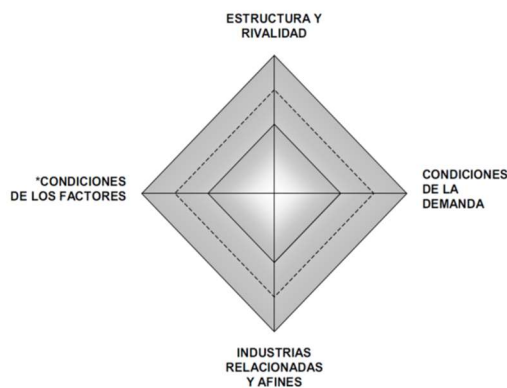 ESTRUCTURA Y
RIVALIDAD
*CONDICIONES
DE LOS FACTORES
CONDICIONES
DE LA
DEMANDA
INDUSTRIAS
RELACIONADAS
Y AFINES